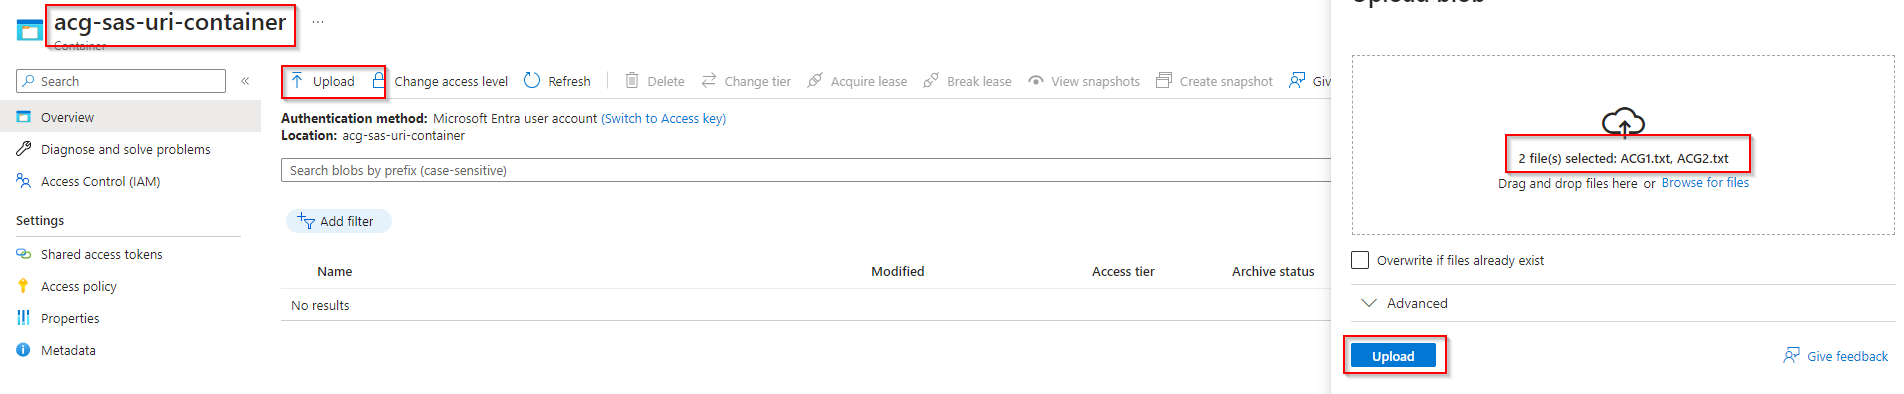 acg-sas-uri-container ...
Container
Search «
Overview
Diagnose and solve problems
Access Control (IAM)
Settings
Shared access tokens
Access policy
Properties
Metadata
Upload Change access level Refresh Delete Change tier Acquire lease Break lease View snapshots Create snapshot Giv
Authentication method: Microsoft Entra user account (Switch to Access key)
Location: acg-sas-uri-container
Search blobs by prefix (case-sensitive)
Add filter
Name Modified Access tier Archive status
No results
Upload blob
2 file(s) selected: ACG1.txt, ACG2.txt
Drag and drop files here or Browse for files
Overwrite if files already exist
Advanced
Upload Give feedback